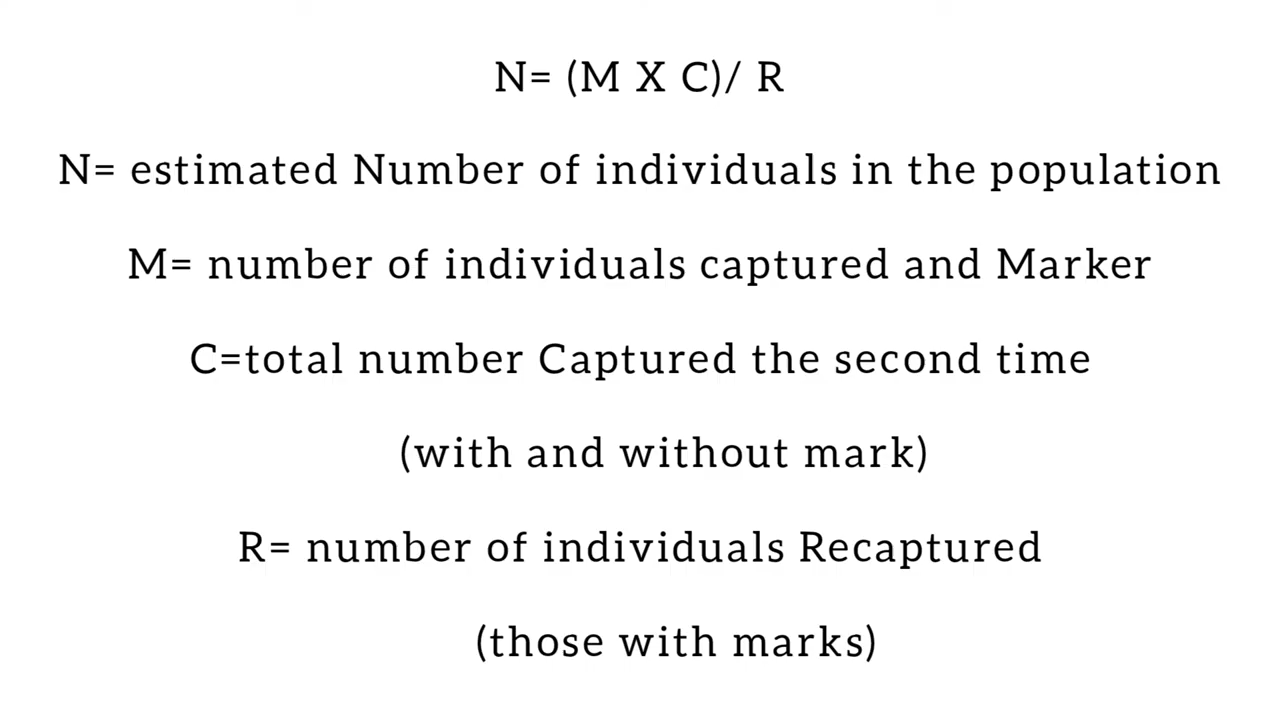 N= (M X C)/ R
N= estimated Number of individuals in the population
M= number of individuals captured and Marker
C=total number Captured the second time
(with and without mark)
R= number of individuals Recaptured
(those with marks)